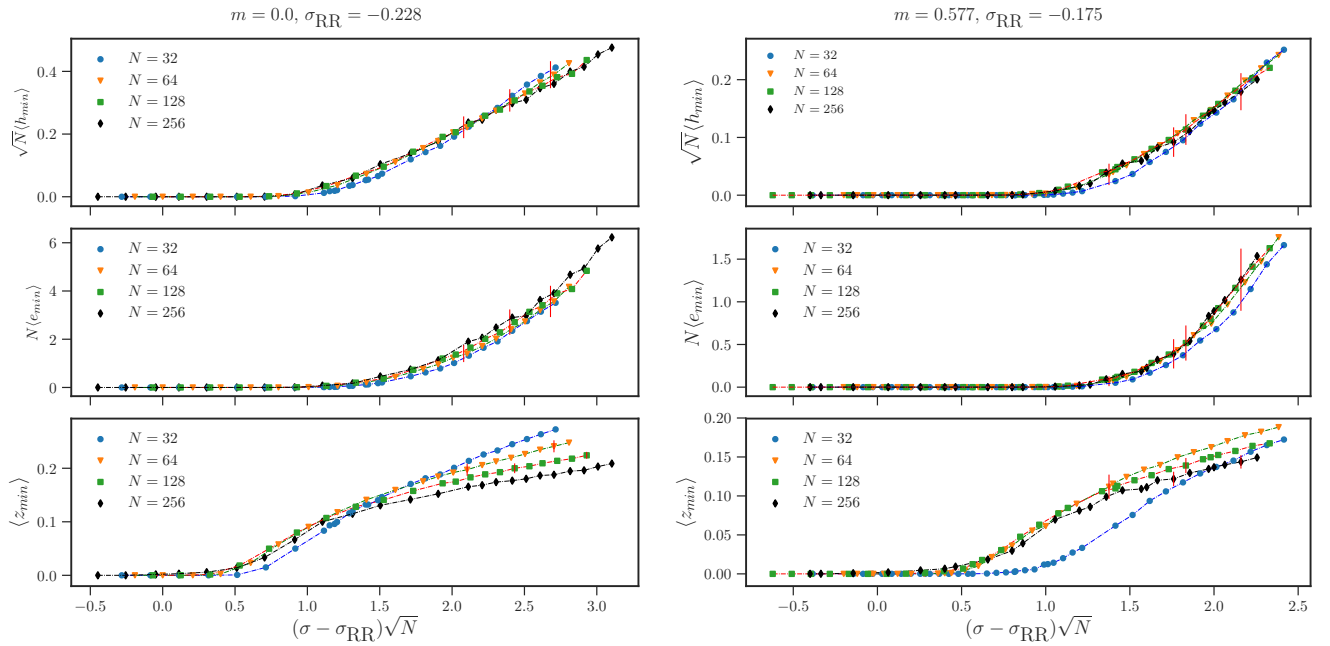 m = 0.0, σ_RR = −0.228
√N⟨h_min⟩
0.4
0.2
0.0
N = 32
N = 64
N = 128
N = 256
N⟨e_min⟩
6
4
2
0
N = 32
N = 64
N = 128
N = 256
⟨z_min⟩
0.2
0.1
0.0
N = 32
N = 64
N = 128
N = 256
−0.5 0.0 0.5 1.0 1.5 2.0 2.5 3.0
(σ − σ_RR)√N
m = 0.577, σ_RR = −0.175
√N⟨h_min⟩
0.2
0.1
0.0
N = 32
N = 64
N = 128
N = 256
N⟨e_min⟩
1.5
1.0
0.5
0.0
N = 32
N = 64
N = 128
N = 256
⟨z_min⟩
0.20
0.15
0.10
0.05
0.00
N = 32
N = 64
N = 128
N = 256
−0.5 0.0 0.5 1.0 1.5 2.0 2.5
(σ − σ_RR)√N